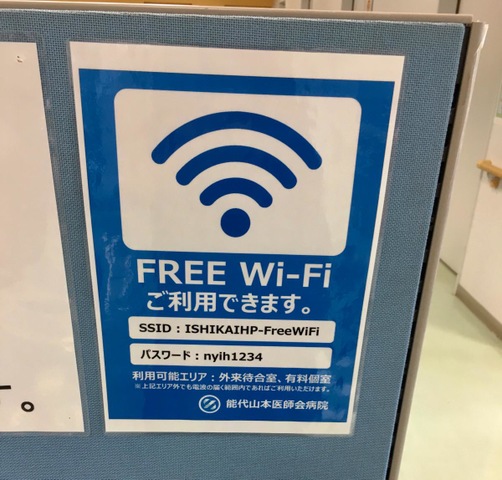 FREE Wi-Fi
ご利用できます。
SSID：ISHIKAIHP-FreeWiFi
パスワード：nyih1234
利用可能エリア：外来待合室、有料個室
※上記エリア外でも電波の届く範囲内であればご利用いただけます。
能代山本医師会病院
。